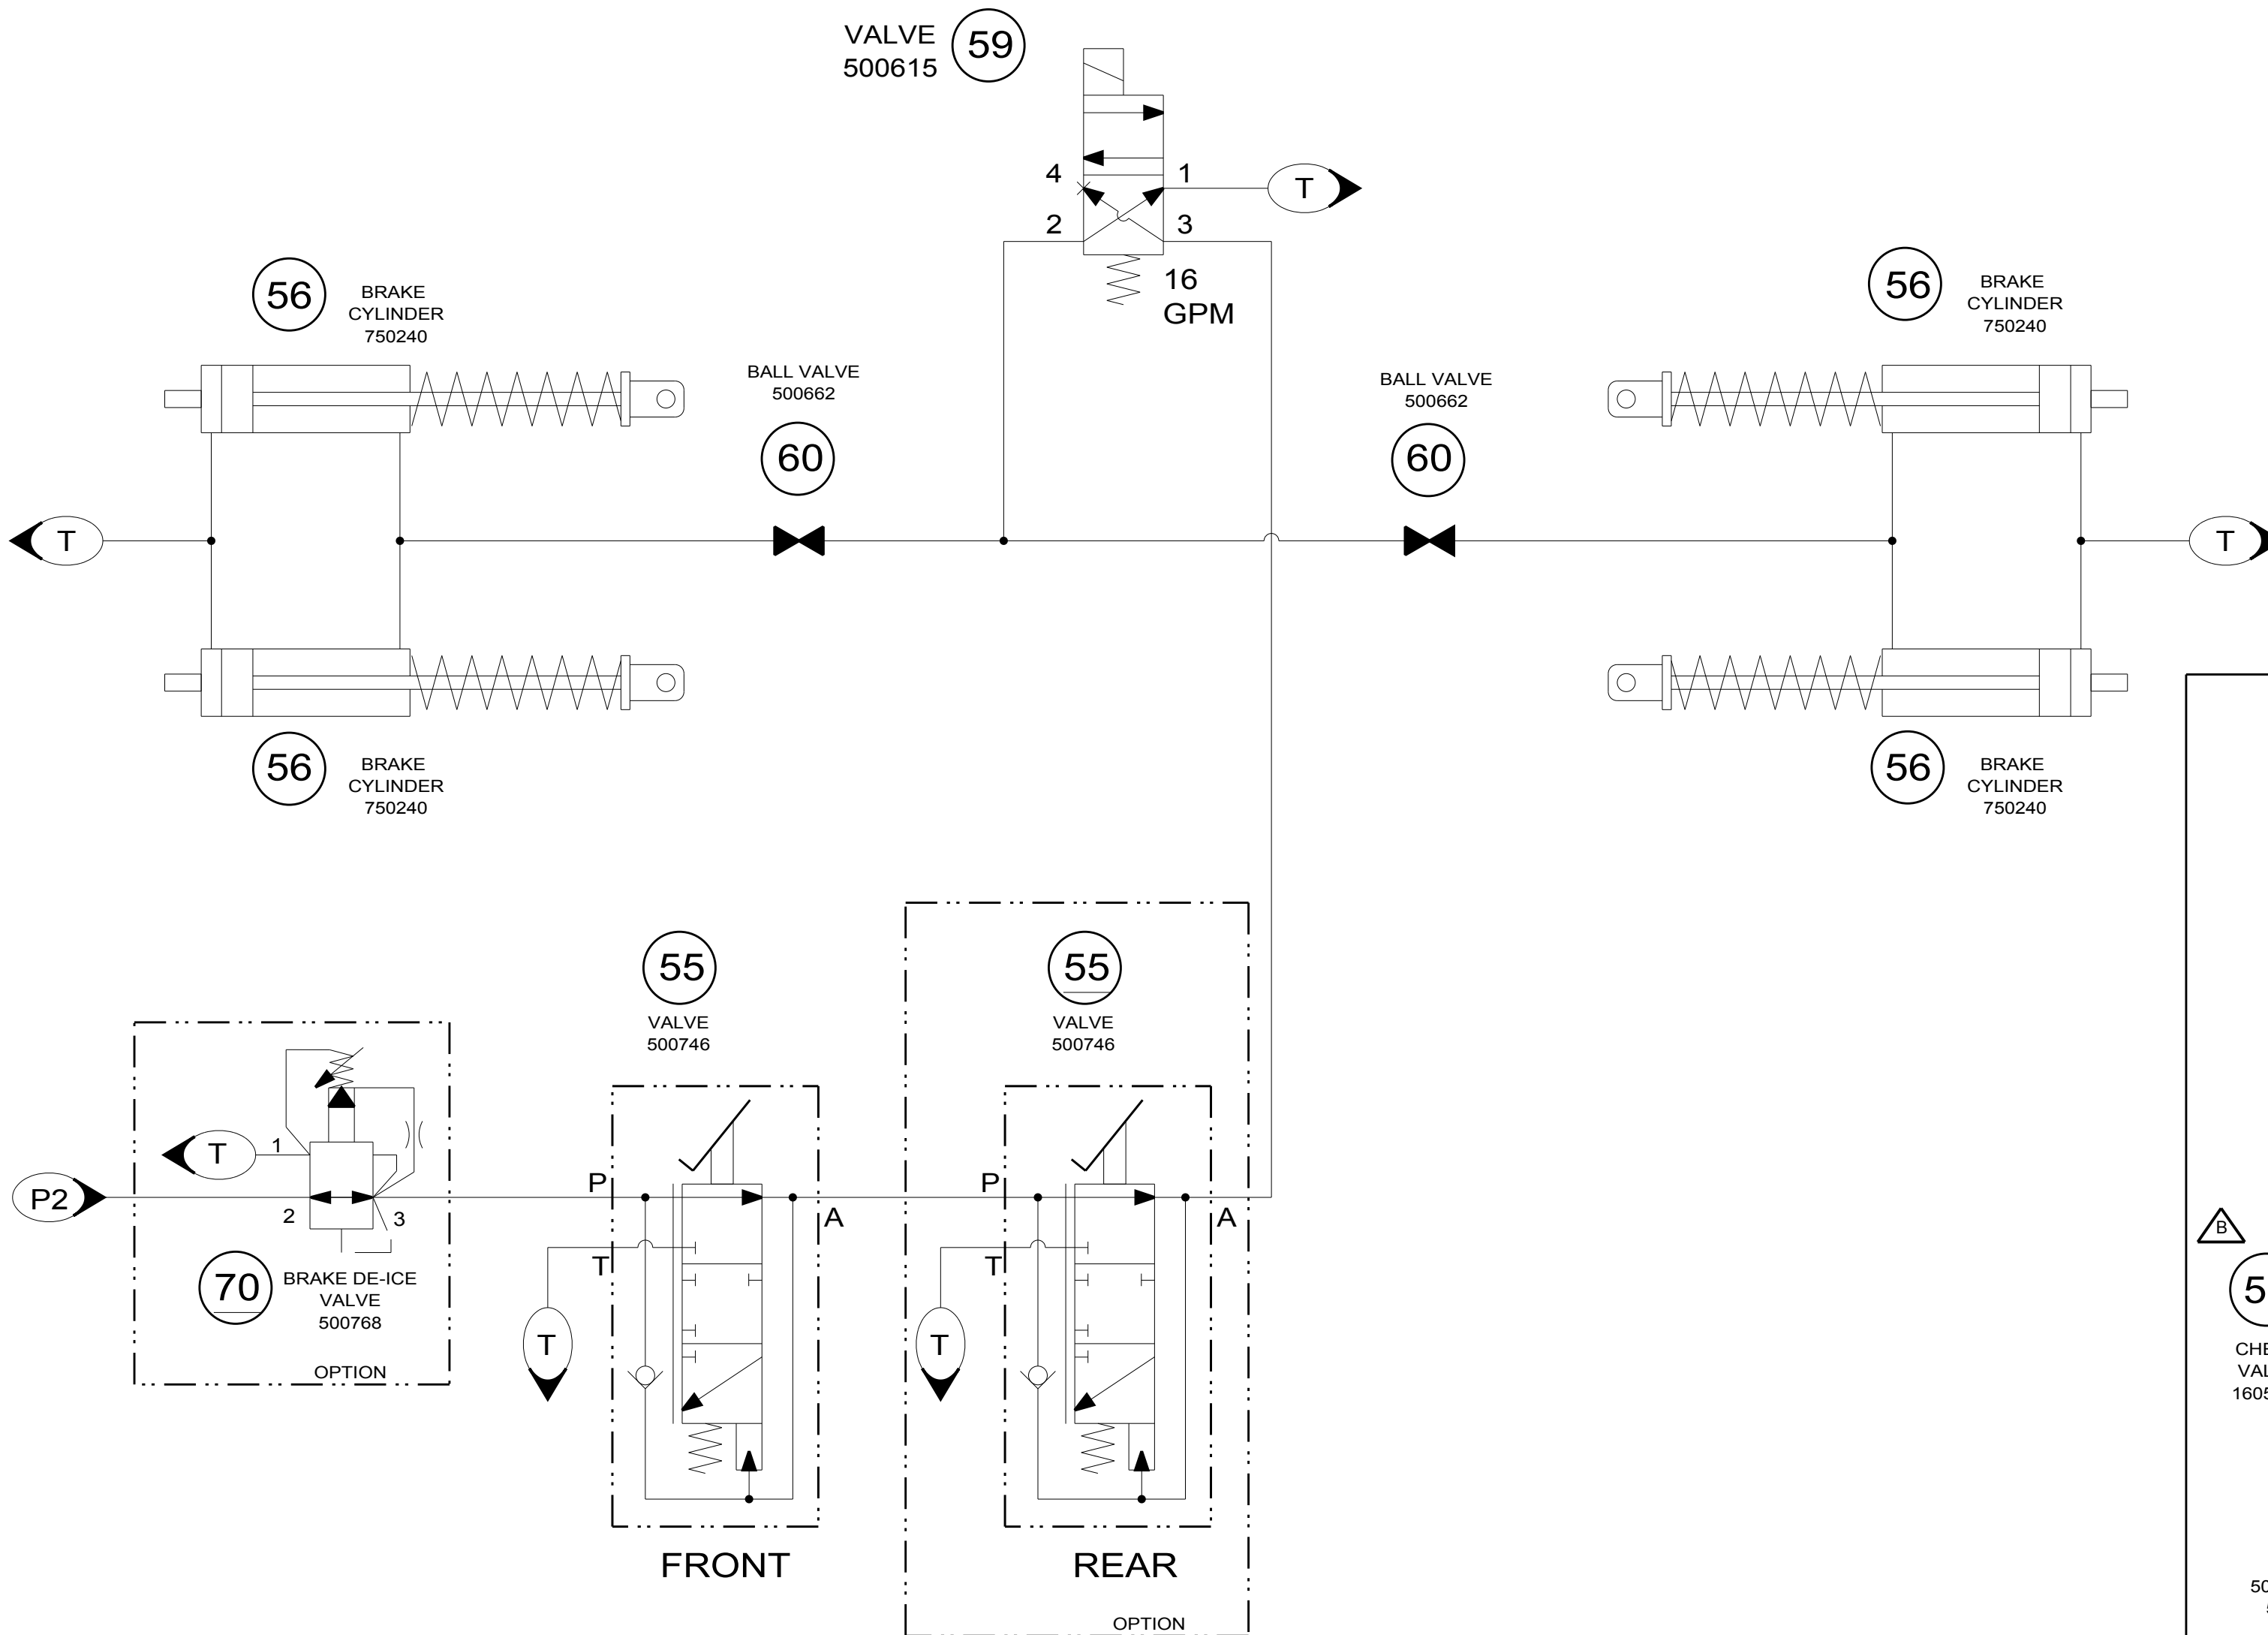 VALVE
500615
59
4
1
T
2
3
16
GPM
56
BRAKE
CYLINDER
750240
BALL VALVE
500662
60
BALL VALVE
500662
60
56
BRAKE
CYLINDER
750240
T
T
56
BRAKE
CYLINDER
750240
56
BRAKE
CYLINDER
750240
55
VALVE
500746
55
VALVE
500746
P2
T
1
2
3
70
BRAKE DE-ICE
VALVE
500768
OPTION
P
A
T
T
FRONT
P
A
T
T
REAR
OPTION
B